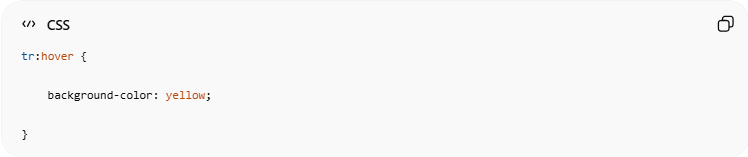 </> CSS
tr:hover {
    background-color: yellow;
}